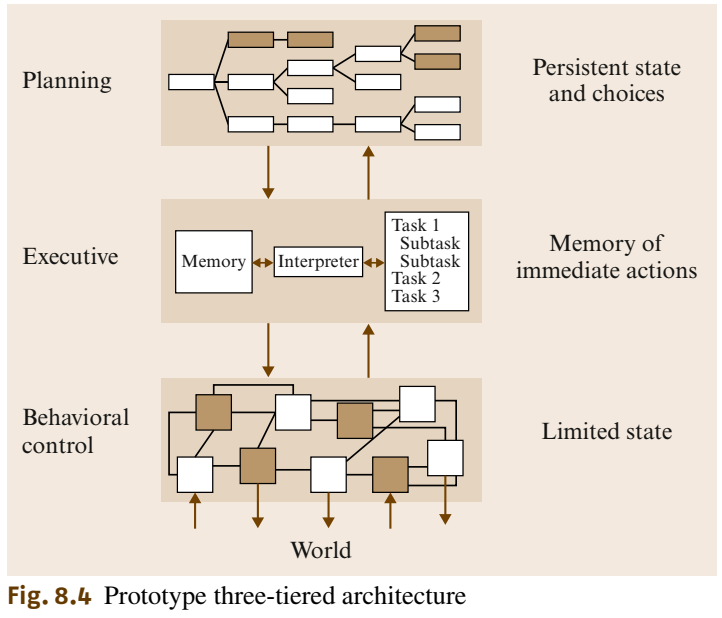 Planning
Persistent state
and choices
Executive
Memory
Interpreter
Task 1
Subtask
Subtask
Task 2
Task 3
Memory of
immediate actions
Behavioral
control
Limited state
World
Fig. 8.4 Prototype three-tiered architecture